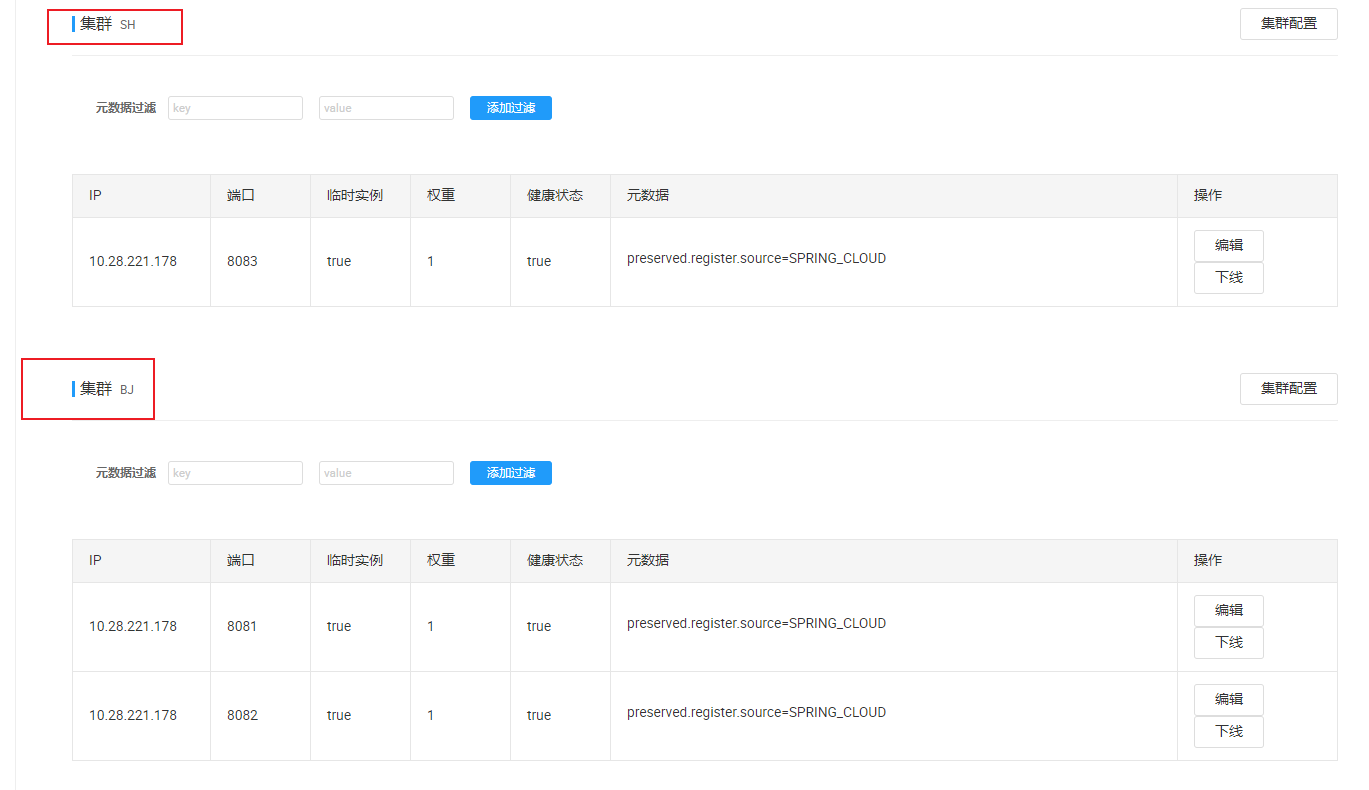 集群 SH 集群配置
元数据过滤 key value 添加过滤
IP 端口 临时实例 权重 健康状态 元数据 操作
10.28.221.178 8083 true 1 true preserved.register.source=SPRING_CLOUD 编辑
下线
集群 BJ 集群配置
元数据过滤 key value 添加过滤
IP 端口 临时实例 权重 健康状态 元数据 操作
10.28.221.178 8081 true 1 true preserved.register.source=SPRING_CLOUD 编辑
下线
10.28.221.178 8082 true 1 true preserved.register.source=SPRING_CLOUD 编辑
下线